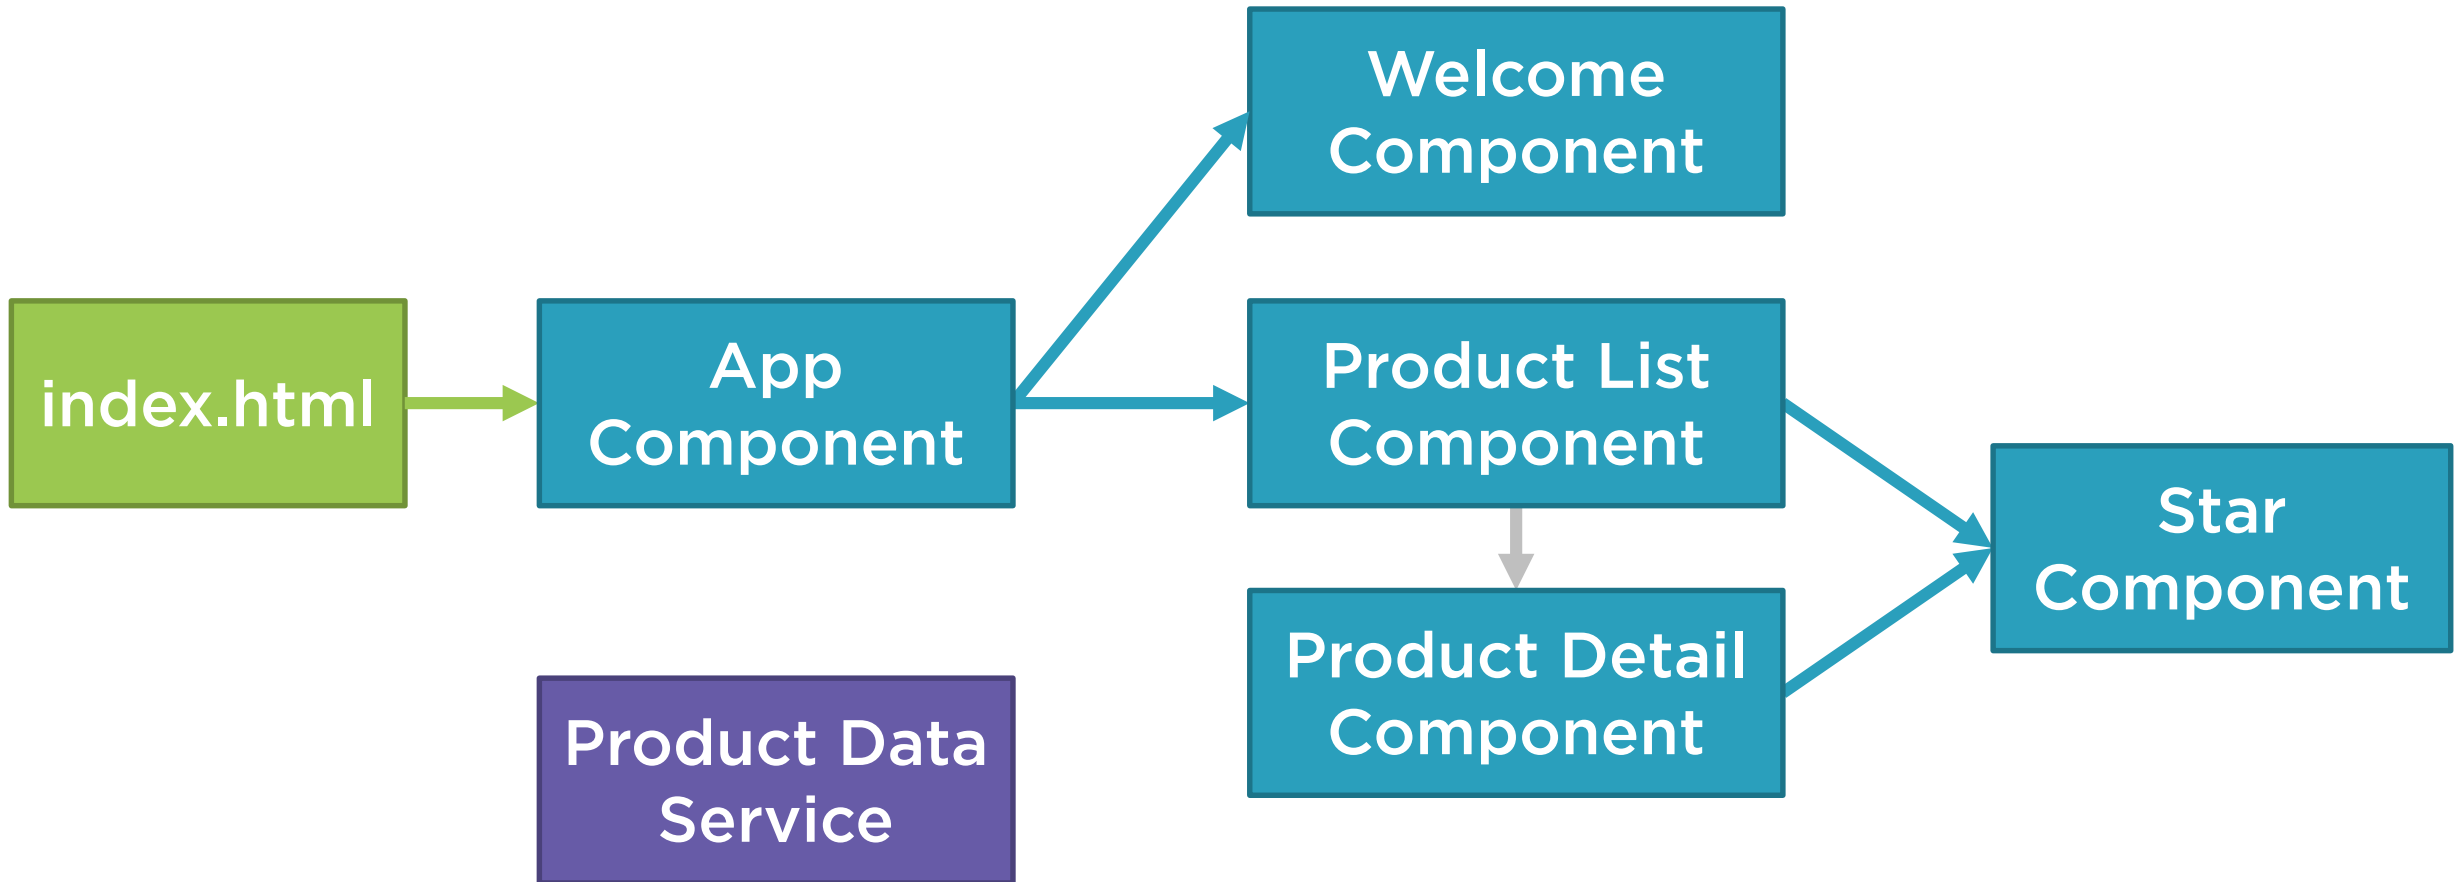 Welcome
Component
index.html
App
Component
Product List
Component
Star
Component
Product Detail
Component
Product Data
Service